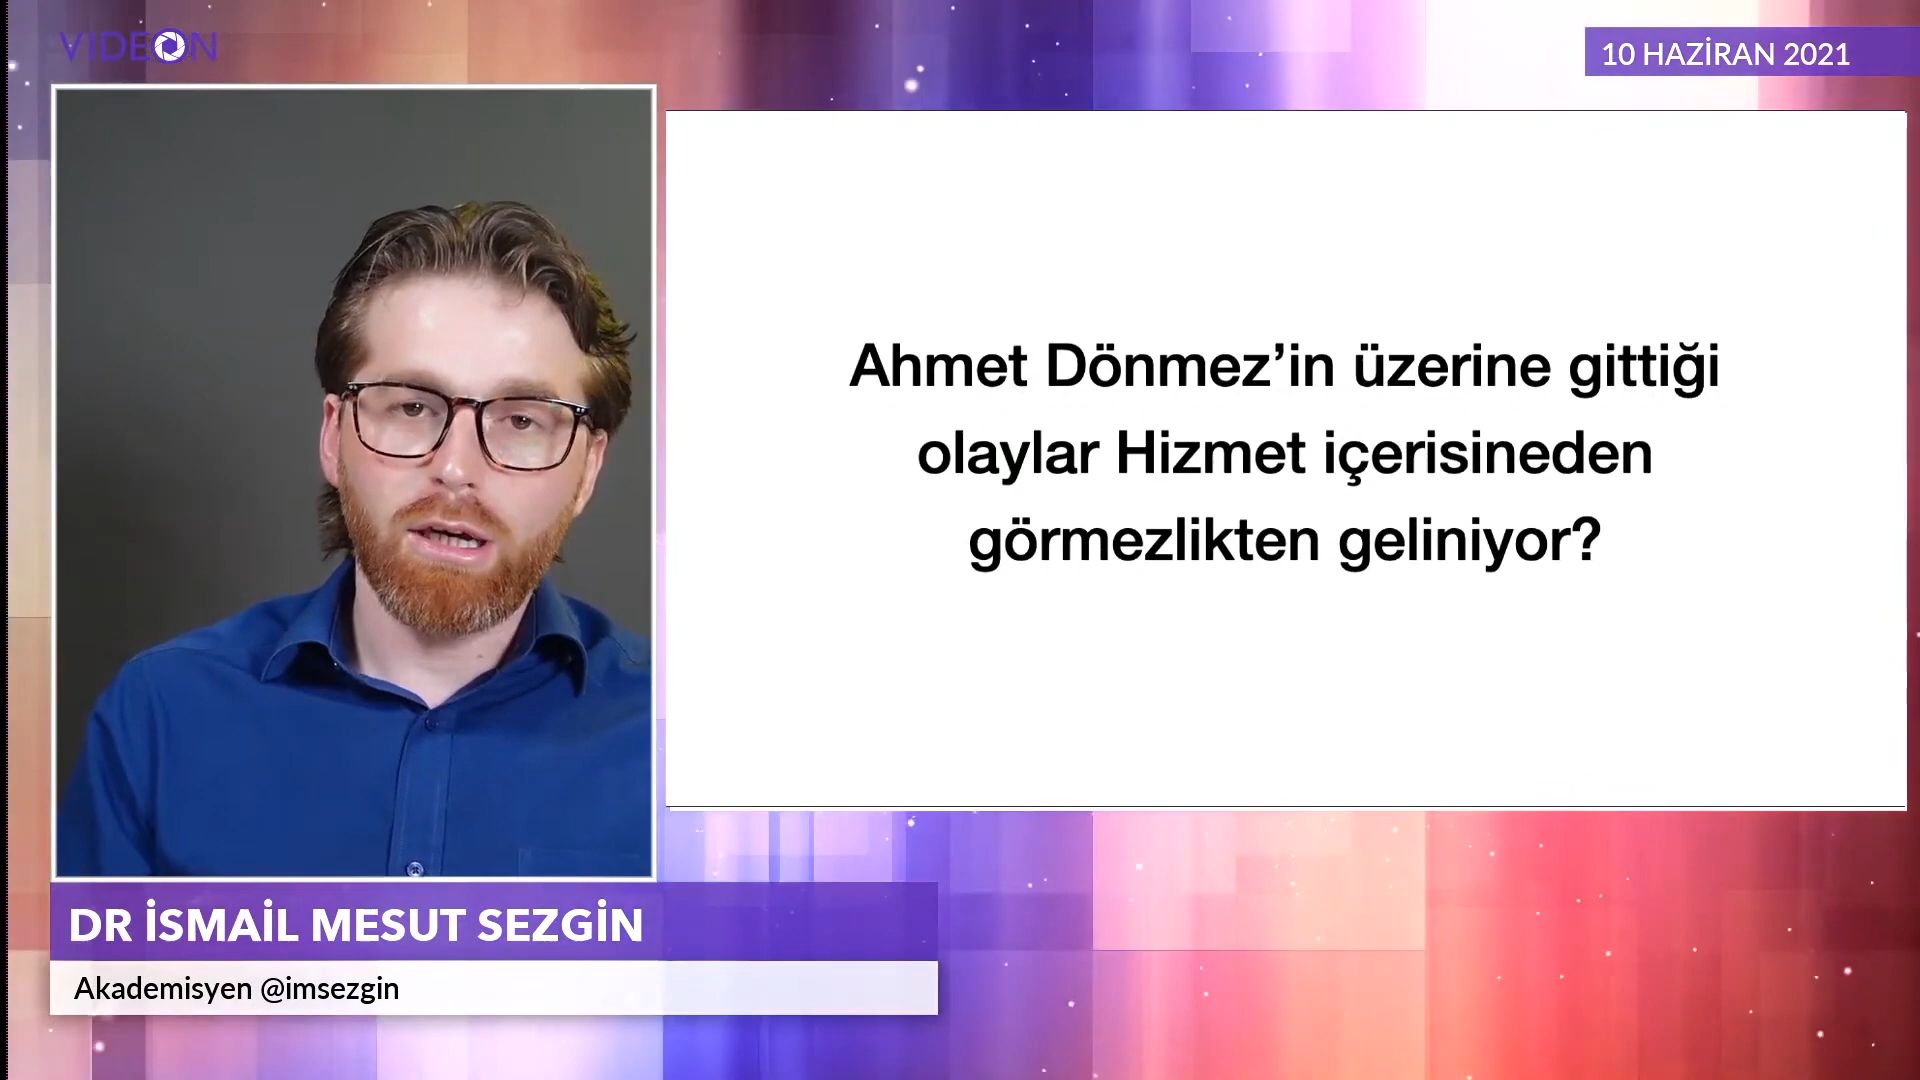 VIDEON
10 HAZİRAN 2021
Ahmet Dönmez’in üzerine gittiği
olaylar Hizmet içerisineden
görmezlikten geliniyor?
DR İSMAİL MESUT SEZGİN
Akademisyen @imsezgin